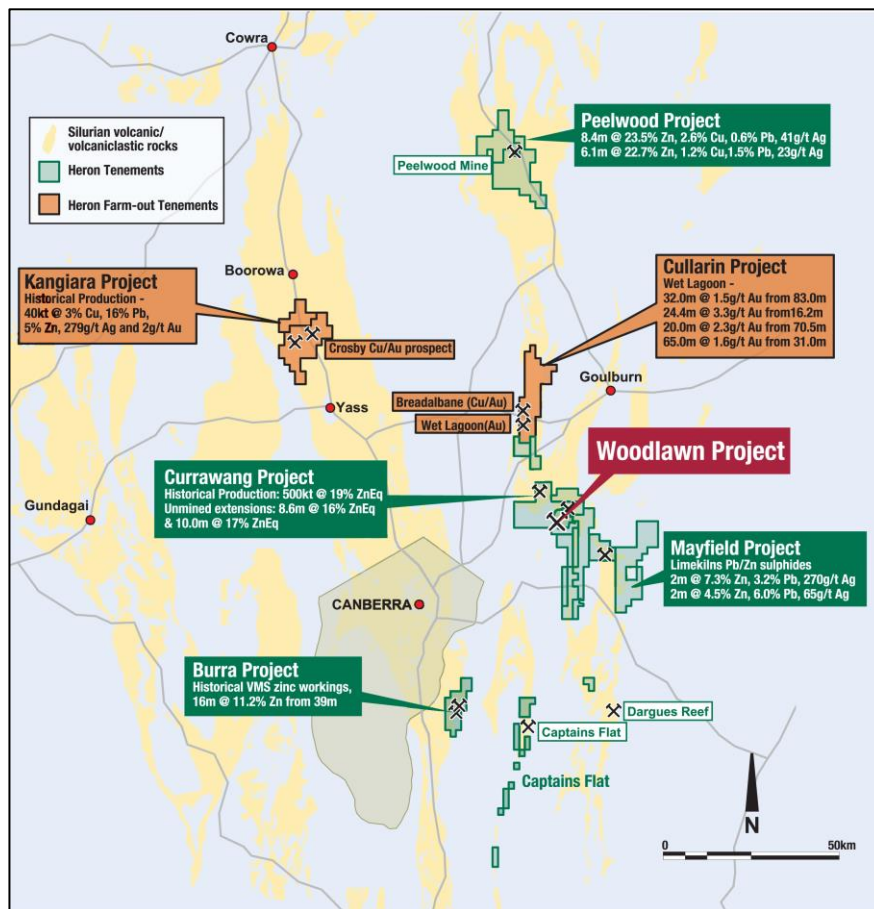 Cowra
Silurian volcanic/
volcaniclastic rocks
Heron Tenements
Heron Farm-out Tenements
Peelwood Project
8.4m @ 23.5% Zn, 2.6% Cu, 0.6% Pb, 41g/t Ag
6.1m @ 22.7% Zn, 1.2% Cu,1.5% Pb, 23g/t Ag
Peelwood Mine
Boorowa
Kangiara Project
Historical Production -
40kt @ 3% Cu, 16% Pb,
5% Zn, 279g/t Ag and 2g/t Au
Crosby Cu/Au prospect
Cullarin Project
Wet Lagoon -
32.0m @ 1.5g/t Au from 83.0m
24.4m @ 3.3g/t Au from16.2m
20.0m @ 2.3g/t Au from 70.5m
65.0m @ 1.6g/t Au from 31.0m
Goulburn
Yass
Breadalbane (Cu/Au)
Wet Lagoon(Au)
Woodlawn Project
Currawang Project
Historical Production: 500kt @ 19% ZnEq
Unmined extensions: 8.6m @ 16% ZnEq
& 10.0m @ 17% ZnEq
Gundagai
Mayfield Project
Limekilns Pb/Zn sulphides
2m @ 7.3% Zn, 3.2% Pb, 270g/t Ag
2m @ 4.5% Zn, 6.0% Pb, 65g/t Ag
CANBERRA
Burra Project
Historical VMS zinc workings,
16m @ 11.2% Zn from 39m
Dargues Reef
Captains Flat
Captains Flat
N
0 50km